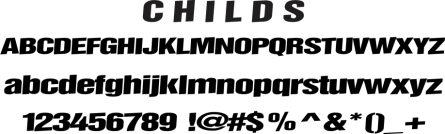 CHILDS
ABCDEFGHIJKLMNOPQRSTUVWXYZ
abcdefghijklmnopqrstuvwxyz
123456789 !@#$%^&*()_+